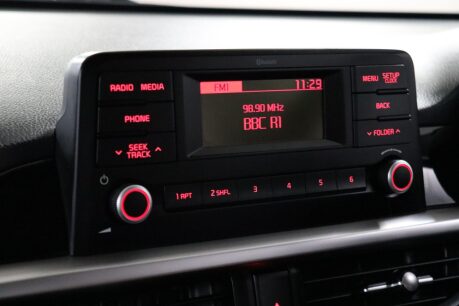 Bluetooth
RADIO MEDIA
FM1 11:29
MENU SETUP
CLOCK
98.90 MHz
PHONE
BBC R1
BACK
SEEK
TRACK
FOLDER
1 RPT 2 SHFL 3 4 5 6